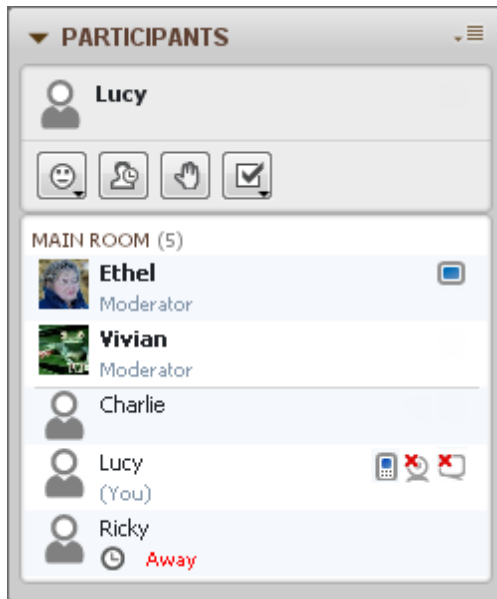 PARTICIPANTS
Lucy
MAIN ROOM (5)
Ethel
Moderator
Vivian
Moderator
Charlie
Lucy
(You)
Ricky
Away